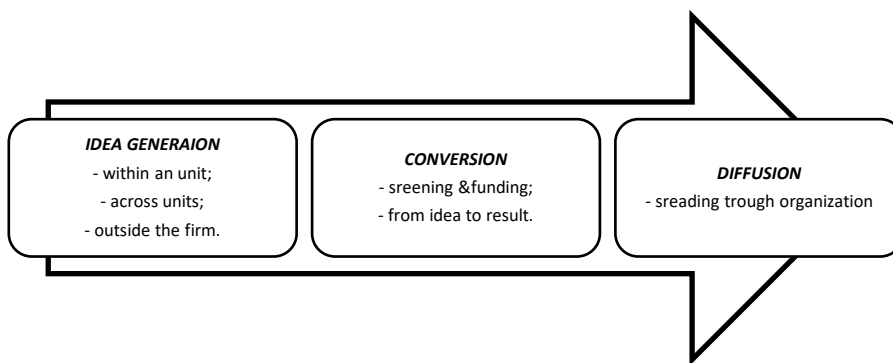 IDEA GENERAION
- within an unit;
- across units;
- outside the firm.
CONVERSION
- sreening &funding;
- from idea to result.
DIFFUSION
- sreading trough organization